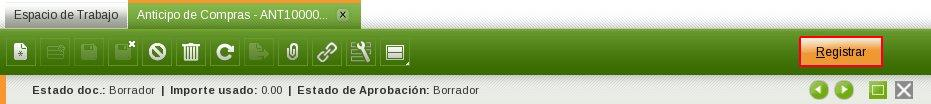 Espacio de Trabajo Anticipo de Compras - ANT10000...
Registrar
Estado doc.: Borrador | Importe usado: 0.00 | Estado de Aprobación: Borrador